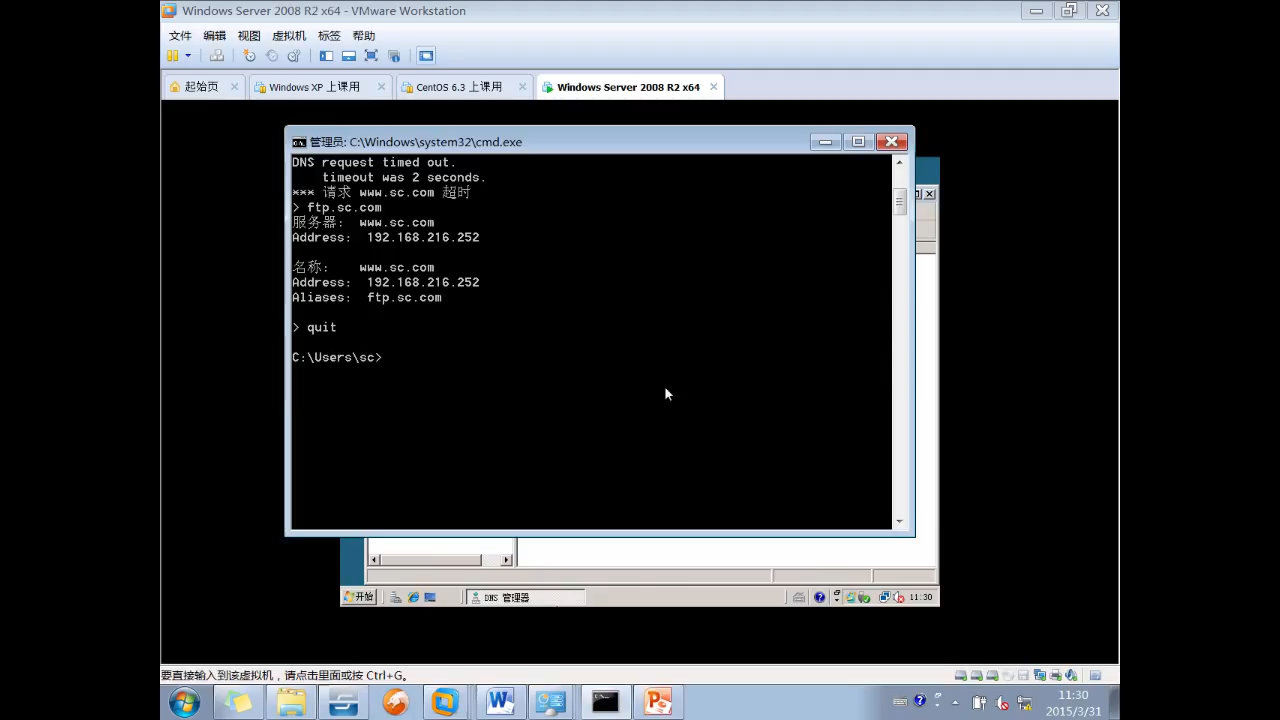 Windows Server 2008 R2 x64 - VMware Workstation
文件 编辑 视图 虚拟机 标签 帮助
起始页 Windows XP 上课用 CentOS 6.3 上课用 Windows Server 2008 R2 x64
管理员: C:\Windows\system32\cmd.exe
DNS request timed out.
timeout was 2 seconds.
*** 请求 www.sc.com 超时
> ftp.sc.com
服务器: www.sc.com
Address: 192.168.216.252
名称: www.sc.com
Address: 192.168.216.252
Aliases: ftp.sc.com
> quit
C:\Users\sc>
开始 DNS 管理器 11:30
要直接输入到该虚拟机，请点击里面或按 Ctrl+G。
11:30
2015/3/31